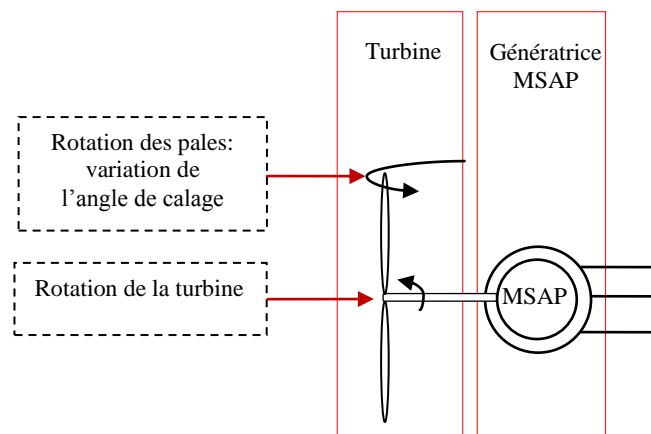 Turbine
Génératrice
MSAP
Rotation des pales:
variation de
l’angle de calage
Rotation de la turbine
MSAP